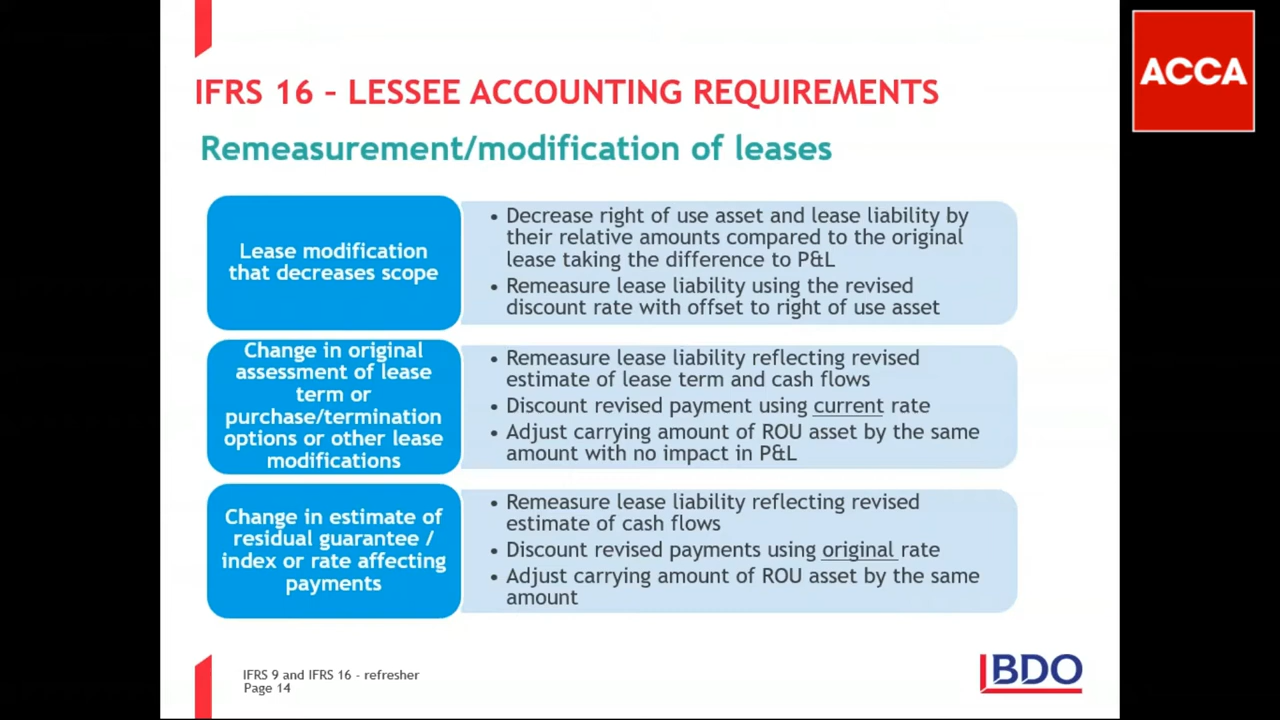 IFRS 16 – LESSEE ACCOUNTING REQUIREMENTS
ACCA
Remeasurement/modification of leases
Lease modification
that decreases scope
• Decrease right of use asset and lease liability by
their relative amounts compared to the original
lease taking the difference to P&L
• Remeasure lease liability using the revised
discount rate with offset to right of use asset
Change in original
assessment of lease
term or
purchase/termination
options or other lease
modifications
• Remeasure lease liability reflecting revised
estimate of lease term and cash flows
• Discount revised payment using current rate
• Adjust carrying amount of ROU asset by the same
amount with no impact in P&L
Change in estimate of
residual guarantee /
index or rate affecting
payments
• Remeasure lease liability reflecting revised
estimate of cash flows
• Discount revised payments using original rate
• Adjust carrying amount of ROU asset by the same
amount
IFRS 9 and IFRS 16 - refresher
Page 14
BDO